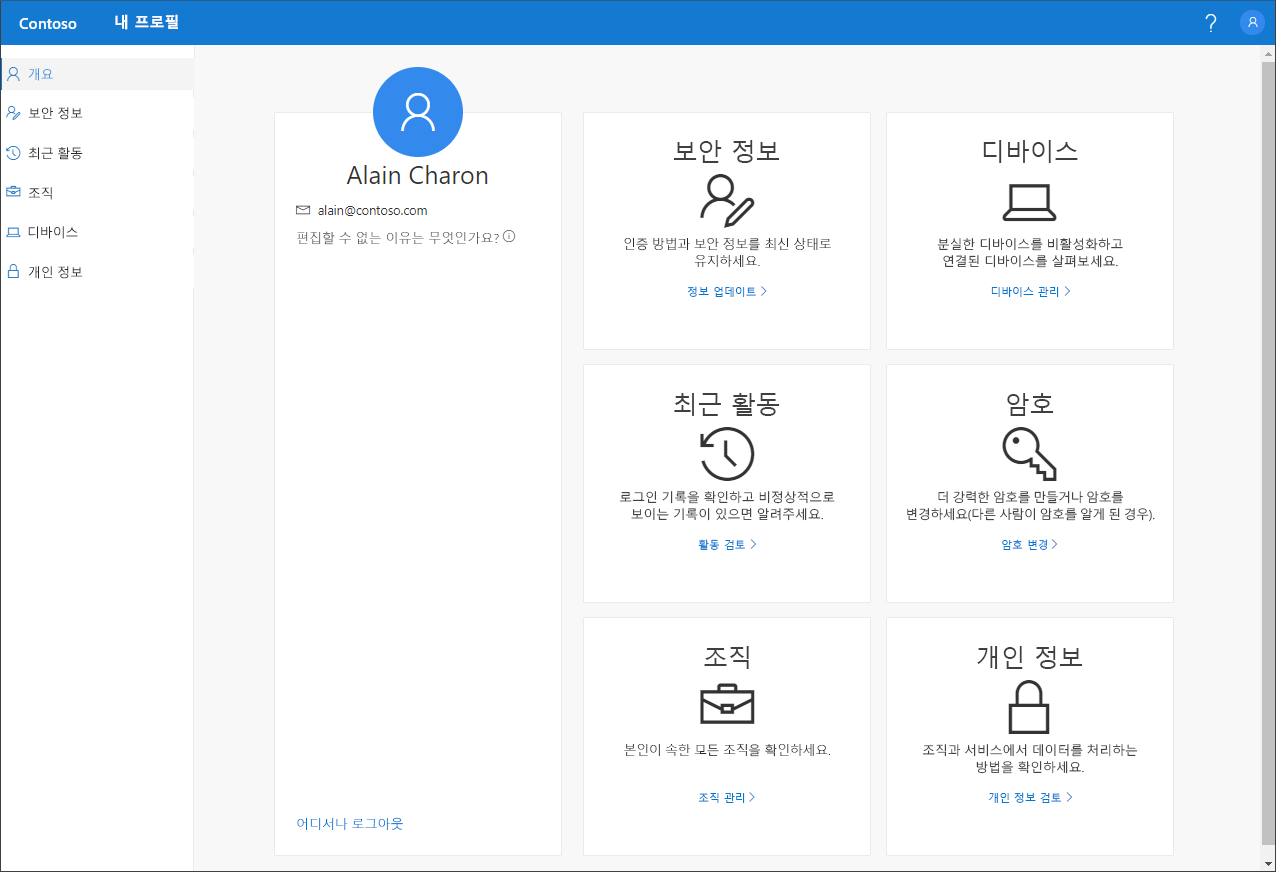 Contoso
내 프로필
?
개요
보안 정보
최근 활동
조직
디바이스
개인 정보
Alain Charon
alain@contoso.com
편집할 수 없는 이유는 무엇인가요?
어디서나 로그아웃
보안 정보
인증 방법과 보안 정보를 최신 상태로
유지하세요.
정보 업데이트
디바이스
분실한 디바이스를 비활성화하고
연결된 디바이스를 살펴보세요.
디바이스 관리
최근 활동
로그인 기록을 확인하고 비정상적으로
보이는 기록이 있으면 알려주세요.
활동 검토
암호
더 강력한 암호를 만들거나 암호를
변경하세요(다른 사람이 암호를 알게 된 경우).
암호 변경
조직
본인이 속한 모든 조직을 확인하세요.
조직 관리
개인 정보
조직과 서비스에서 데이터를 처리하는
방법을 확인하세요.
개인 정보 검토